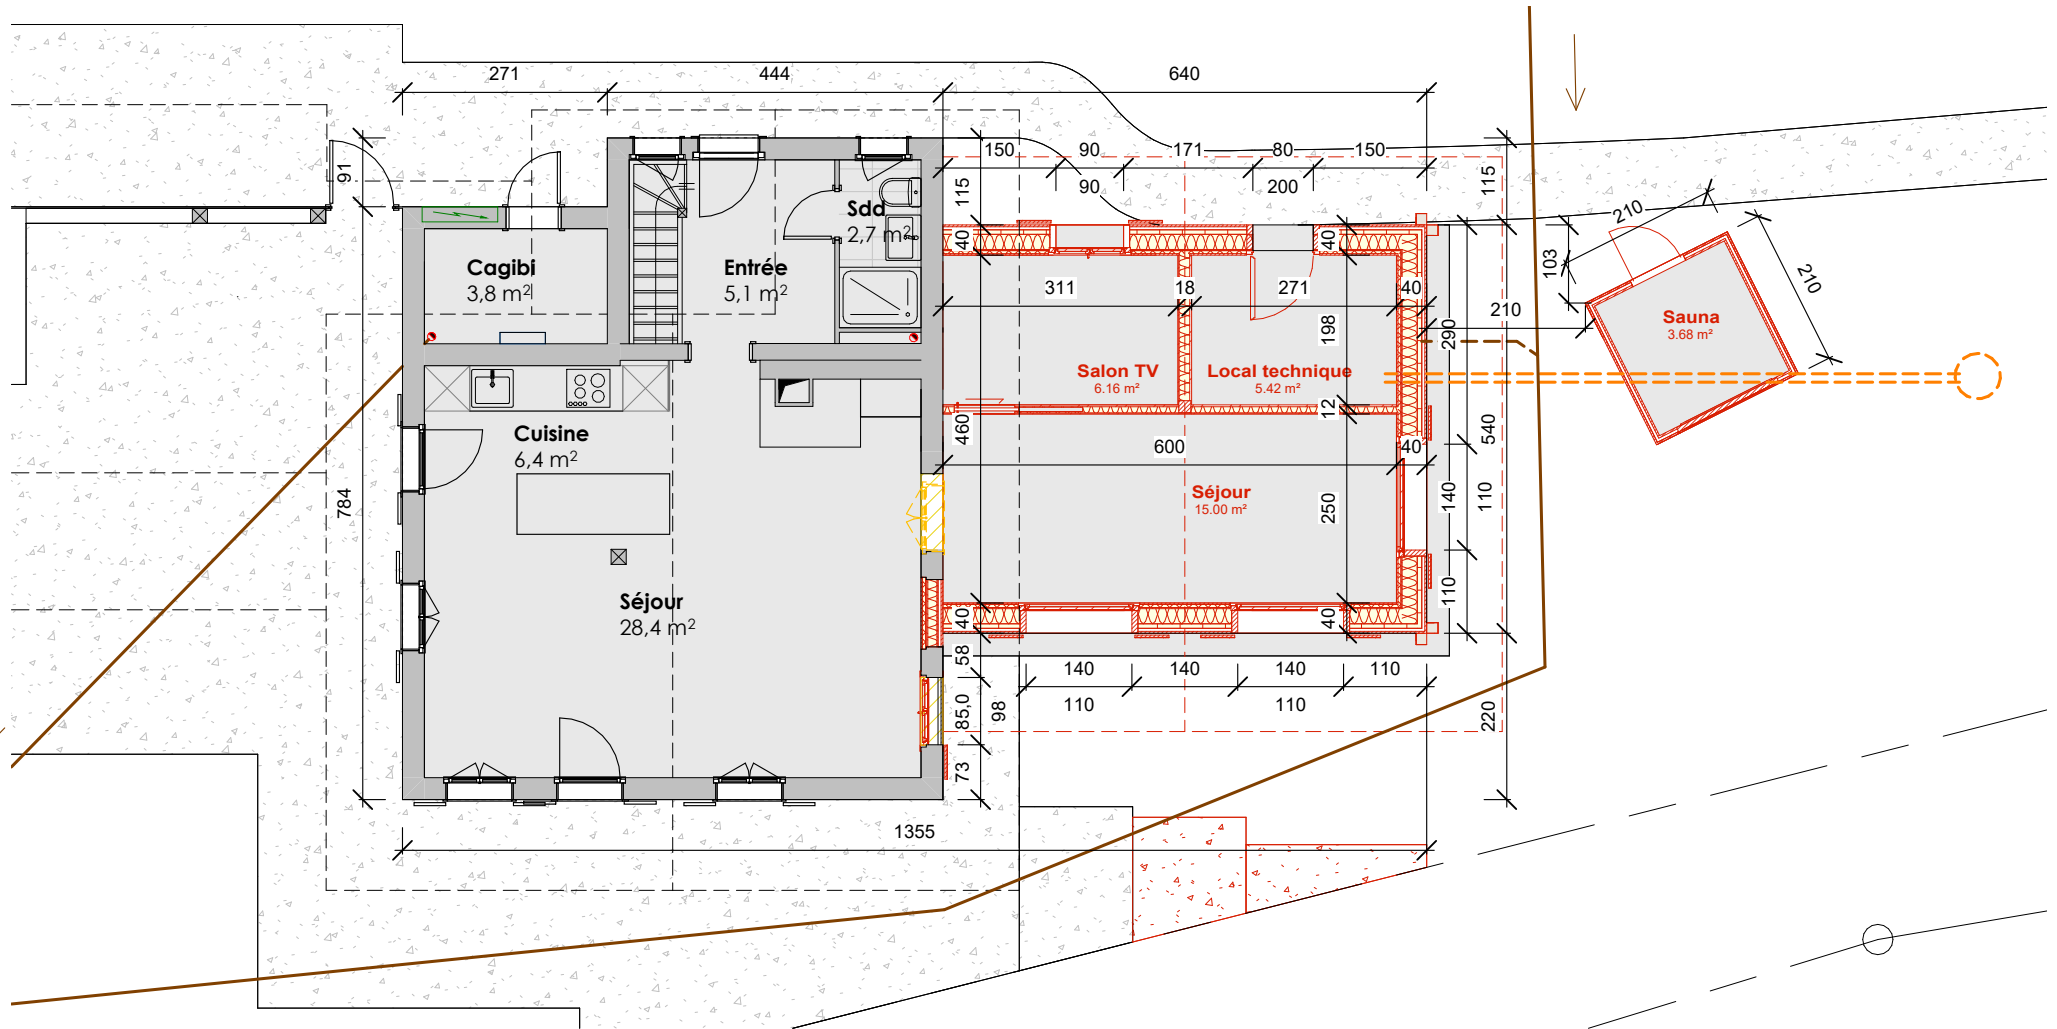 271
444
640
150
90
171
80
150
90
200
91
115
115
210
Sdd
2,7 m²
40
40
103
210
Cagibi
3,8 m²
Entrée
5,1 m²
311
18
271
40
210
Sauna
3.68 m²
198
290
Salon TV
6.16 m²
Local technique
5.42 m²
12
460
540
Cuisine
6,4 m²
600
40
784
Séjour
15.00 m²
250
140
110
Séjour
28,4 m²
40
40
110
58
140
140
140
110
110
110
85,0
98
220
73
1355